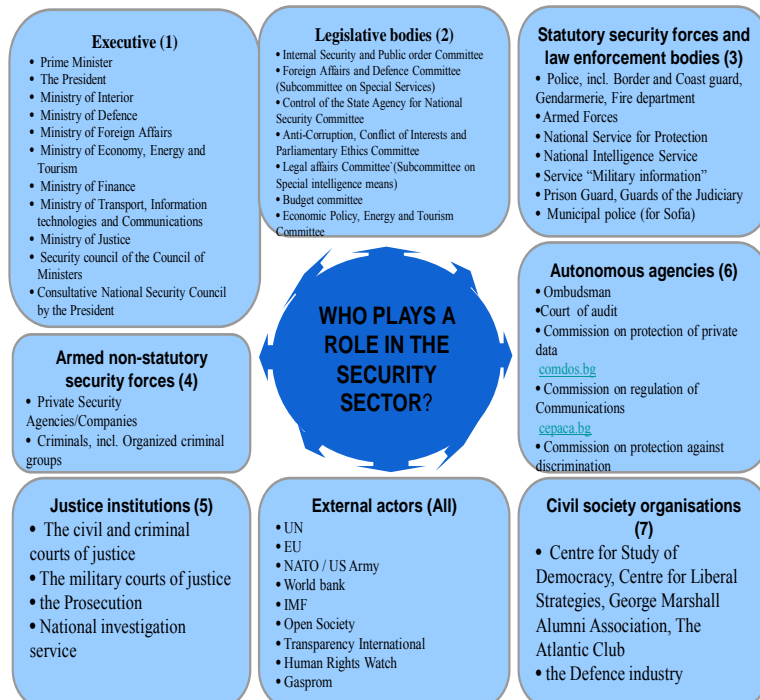 Executive (1)
• Prime Minister
• The President
• Ministry of Interior
• Ministry of Defence
• Ministry of Foreign Affairs
• Ministry of Economy, Energy and
Tourism
• Ministry of Finance
• Ministry of Transport, Information
technologies and Communications
• Ministry of Justice
• Security council of the Council of
Ministers
• Consultative National Security Council
by the President
Legislative bodies (2)
• Internal Security and Public order Committee
• Foreign Affairs and Defence Committee
(Subcommittee on Special Services)
• Control of the State Agency for National
Security Committee
• Anti-Corruption, Conflict of Interests and
Parliamentary Ethics Committee
• Legal affairs Committee`(Subcommittee on
Special intelligence means)
• Budget committee
• Economic Policy, Energy and Tourism
Committee
Statutory security forces and
law enforcement bodies (3)
• Police, incl. Border and Coast guard,
Gendarmerie, Fire department
• Armed Forces
• National Service for Protection
• National Intelligence Service
• Service “Military information”
• Prison Guard, Guards of the Judiciary
• Municipal police (for Sofia)
WHO PLAYS A
ROLE IN THE
SECURITY
SECTOR?
Armed non-statutory
security forces (4)
• Private Security
Agencies/Companies
• Criminals, incl. Organized criminal
groups
Autonomous agencies (6)
• Ombudsman
•Court of audit
• Commission on protection of private
data
comdos.bg
• Commission on regulation of
Communications
cepaca.bg
• Commission on protection against
discrimination
Justice institutions (5)
• The civil and criminal
courts of justice
• The military courts of justice
• the Prosecution
• National investigation
service
External actors (All)
• UN
• EU
• NATO / US Army
• World bank
• IMF
• Open Society
• Transparency International
• Human Rights Watch
• Gasprom
Civil society organisations
(7)
• Centre for Study of
Democracy, Centre for Liberal
Strategies, George Marshall
Alumni Association, The
Atlantic Club
• the Defence industry